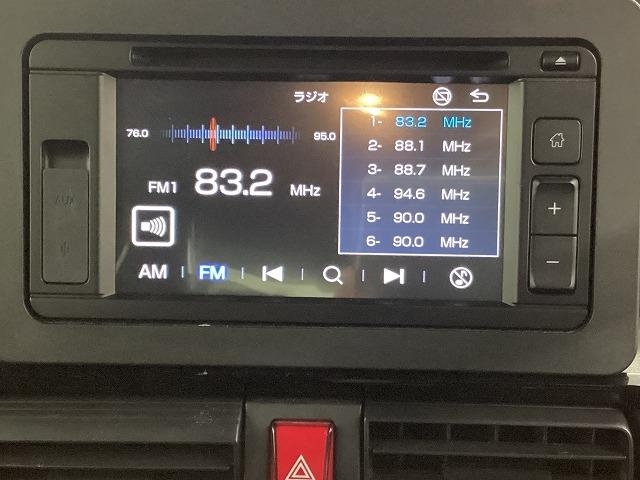 ラジオ
76.0
95.0
FM1 83.2 MHz
1- 83.2 MHz
2- 88.1 MHz
3- 88.7 MHz
4- 94.6 MHz
5- 90.0 MHz
6- 90.0 MHz
AM FM
AUX
+
−